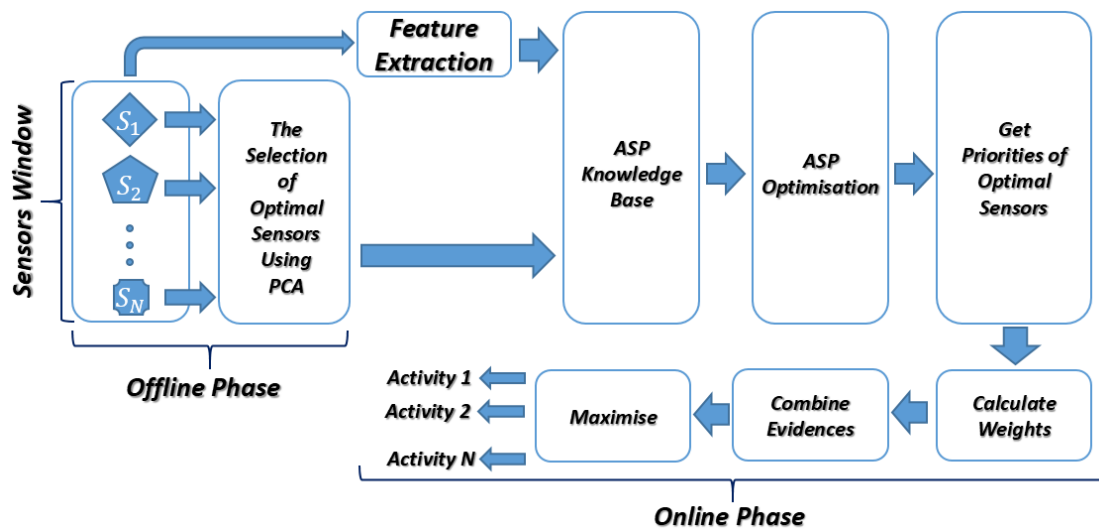 Feature
Extraction
Sensors Window
S1
S2
SN
The
Selection
of
Optimal
Sensors
Using
PCA
ASP
Knowledge
Base
ASP
Optimisation
Get
Priorities of
Optimal
Sensors
Offline Phase
Activity 1
Activity 2
Activity N
Maximise
Combine
Evidences
Calculate
Weights
Online Phase